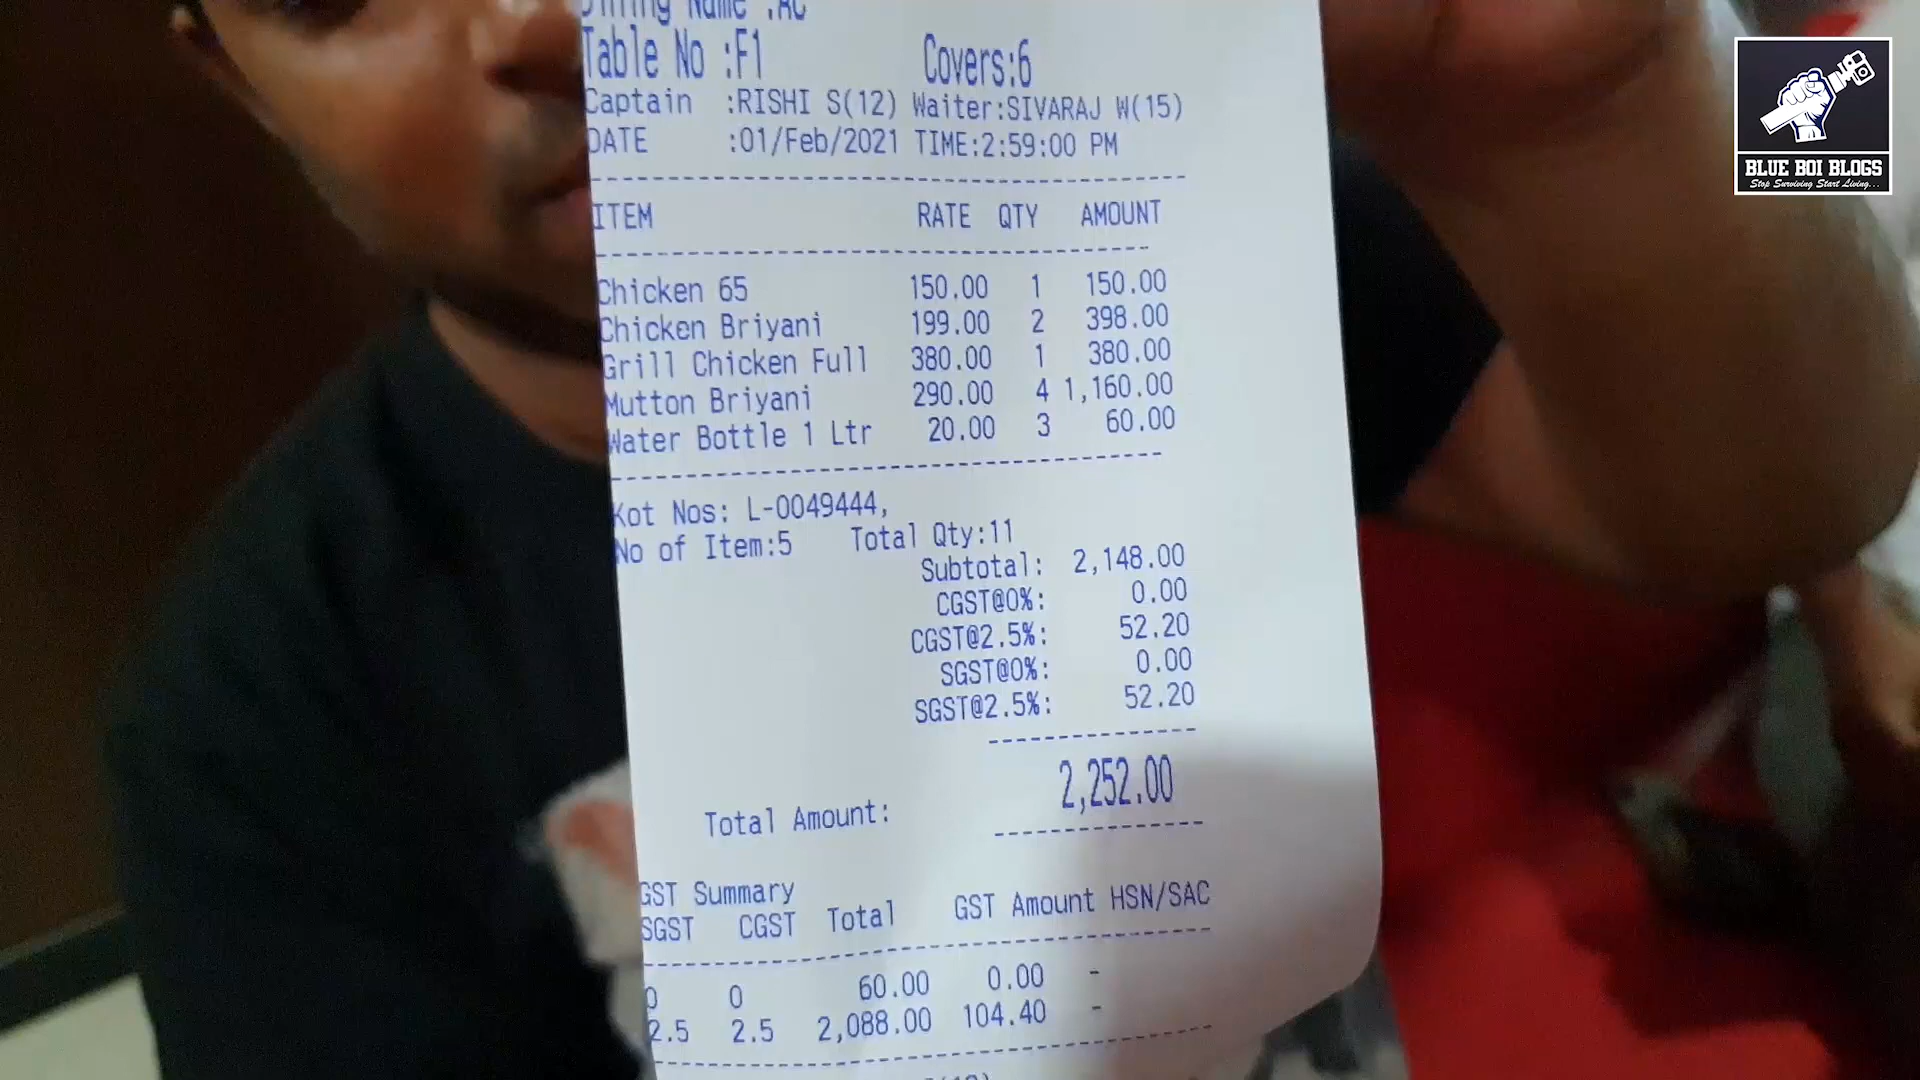 Dining Name :AC
Table No :F1 Covers:6
Captain :RISHI S(12) Waiter:SIVARAJ W(15)
DATE :01/Feb/2021 TIME:2:59:00 PM
ITEM RATE QTY AMOUNT
Chicken 65 150.00 1 150.00
Chicken Briyani 199.00 2 398.00
Grill Chicken Full 380.00 1 380.00
Mutton Briyani 290.00 4 1,160.00
Water Bottle 1 Ltr 20.00 3 60.00
Kot Nos: L-0049444,
No of Item:5 Total Qty:11
Subtotal: 2,148.00
CGST@0%: 0.00
CGST@2.5%: 52.20
SGST@0%: 0.00
SGST@2.5%: 52.20
Total Amount: 2,252.00
GST Summary
SGST CGST Total GST Amount HSN/SAC
0 0 60.00 0.00 -
2.5 2.5 2,088.00 104.40 -
BLUE BOI BLOGS
Stop Surviving Start Living...